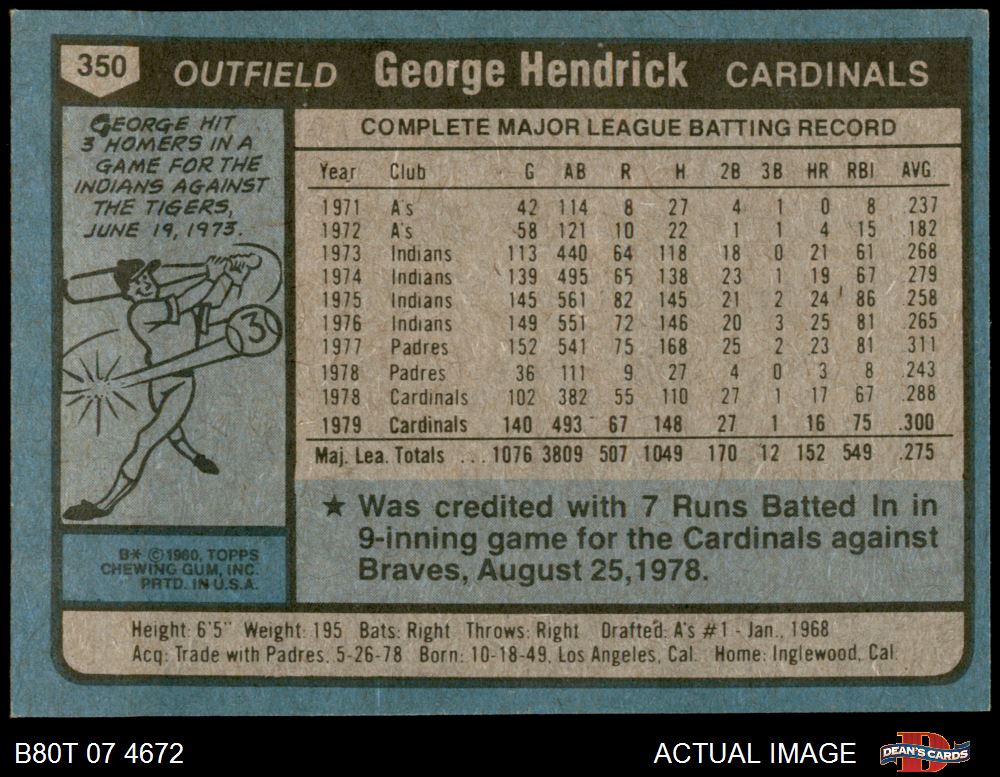 350 OUTFIELD George Hendrick CARDINALS
GEORGE HIT
3 HOMERS IN A
GAME FOR THE
INDIANS AGAINST
THE TIGERS,
JUNE 19, 1973.
3
B* © 1980, TOPPS
CHEWING GUM, INC.
PRTD. IN U.S.A.
COMPLETE MAJOR LEAGUE BATTING RECORD
Year Club G AB R H 2B 3B HR RBI AVG.
1971 A's 42 114 8 27 4 1 0 8 .237
1972 A's 58 121 10 22 1 1 4 15 .182
1973 Indians 113 440 64 118 18 0 21 61 .268
1974 Indians 139 495 65 138 23 1 19 67 .279
1975 Indians 145 561 82 145 21 2 24 86 .258
1976 Indians 149 551 72 146 20 3 25 81 .265
1977 Padres 152 541 75 168 25 2 23 81 .311
1978 Padres 36 111 9 27 4 0 3 8 .243
1978 Cardinals 102 382 55 110 27 1 17 67 .288
1979 Cardinals 140 493 67 148 27 1 16 75 .300
Maj. Lea. Totals ... 1076 3809 507 1049 170 12 152 549 .275
★ Was credited with 7 Runs Batted In in
9-inning game for the Cardinals against
Braves, August 25,1978.
Height: 6'5" Weight: 195 Bats: Right Throws: Right Drafted: A's #1 - Jan., 1968
Acq: Trade with Padres, 5-26-78 Born: 10-18-49, Los Angeles, Cal. Home: Inglewood, Cal.
B80T 07 4672 ACTUAL IMAGE DEAN'S CARDS